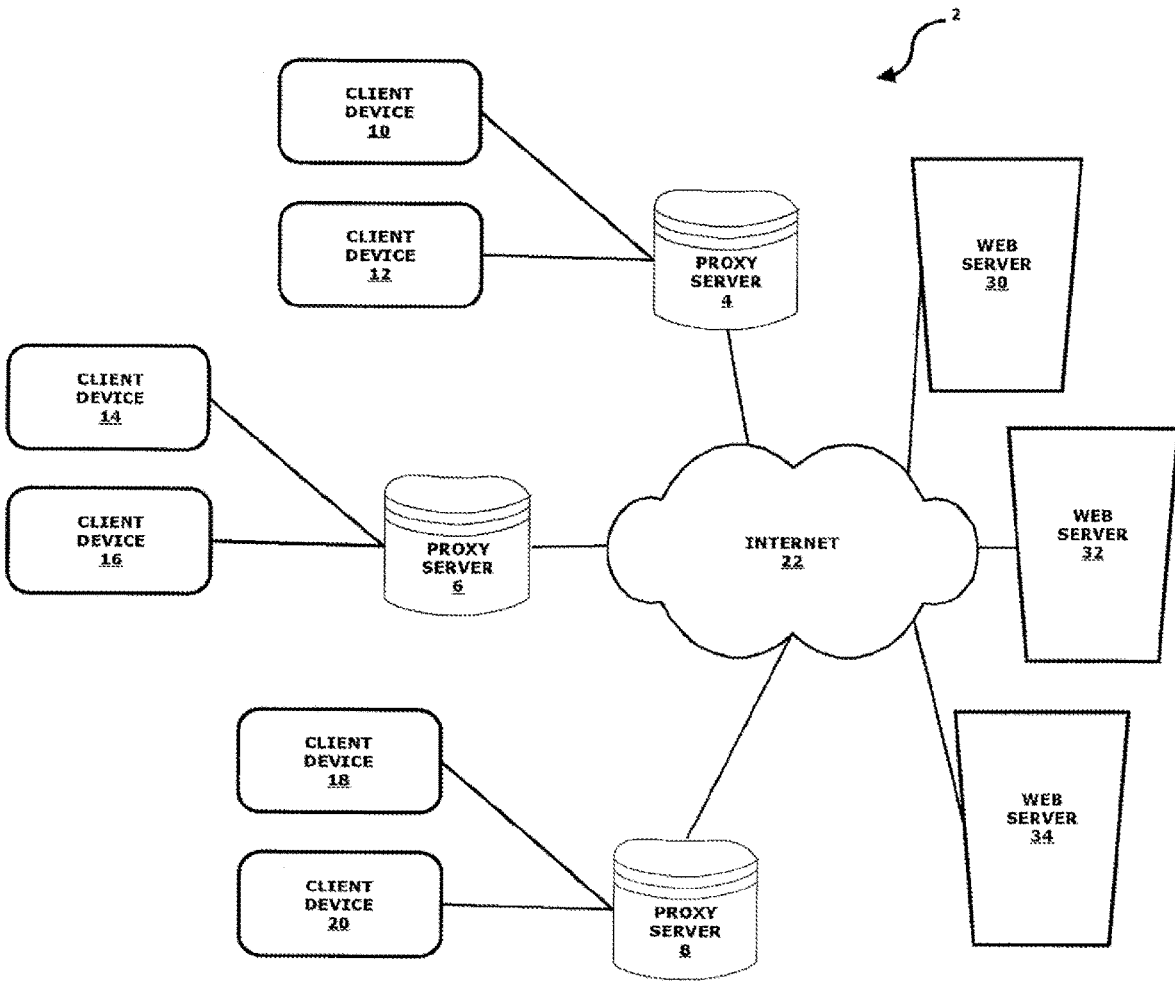 2
CLIENT
DEVICE
10
CLIENT
DEVICE
12
PROXY
SERVER
4
WEB
SERVER
30
CLIENT
DEVICE
14
CLIENT
DEVICE
16
PROXY
SERVER
6
INTERNET
22
WEB
SERVER
32
CLIENT
DEVICE
18
CLIENT
DEVICE
20
PROXY
SERVER
8
WEB
SERVER
34